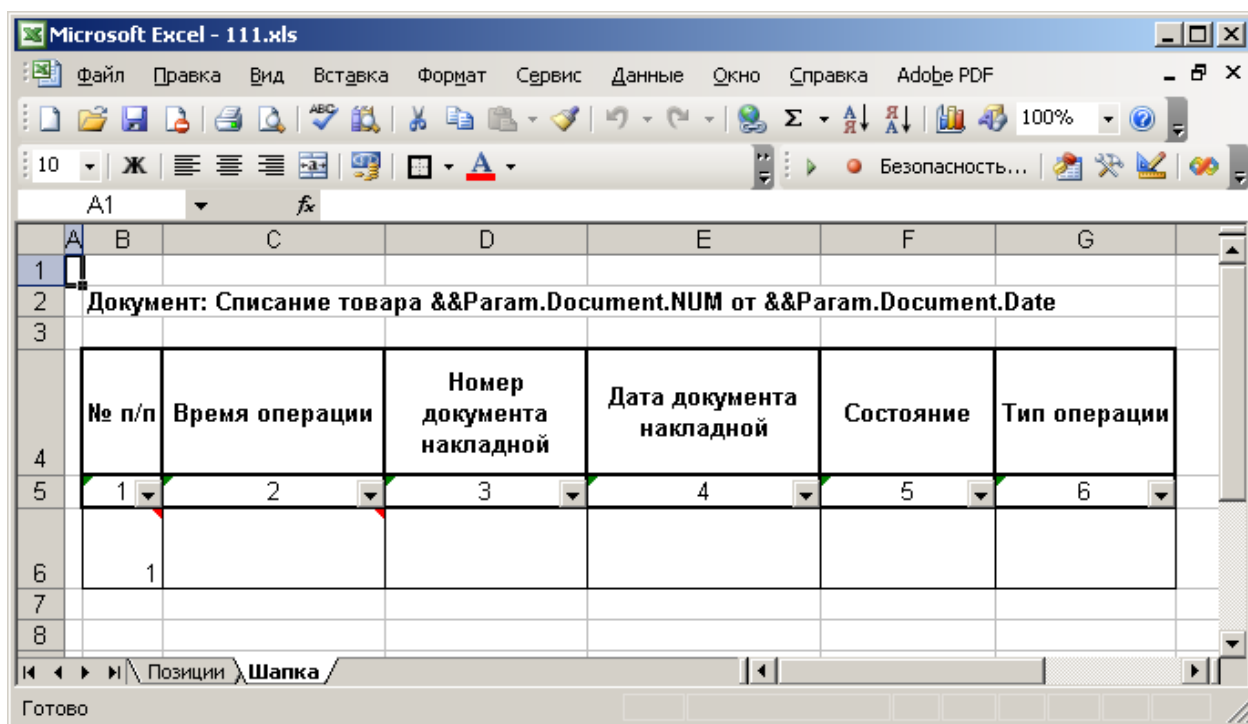 Microsoft Excel - 111.xls
Файл Правка Вид Вставка Формат Сервис Данные Окно Справка Adobe PDF
ABC Σ А Я Я А 100% ?
10 Ж a A Безопасность...
A1 fx
A B C D E F G
1
2 Документ: Списание товара &&Param.Document.NUM от &&Param.Document.Date
3
Номер
№ п/п Время операции документа Дата документа Состояние Тип операции
накладной накладной
4
5 1 2 3 4 5 6
6 1
7
8
Позиции Шапка
Готово